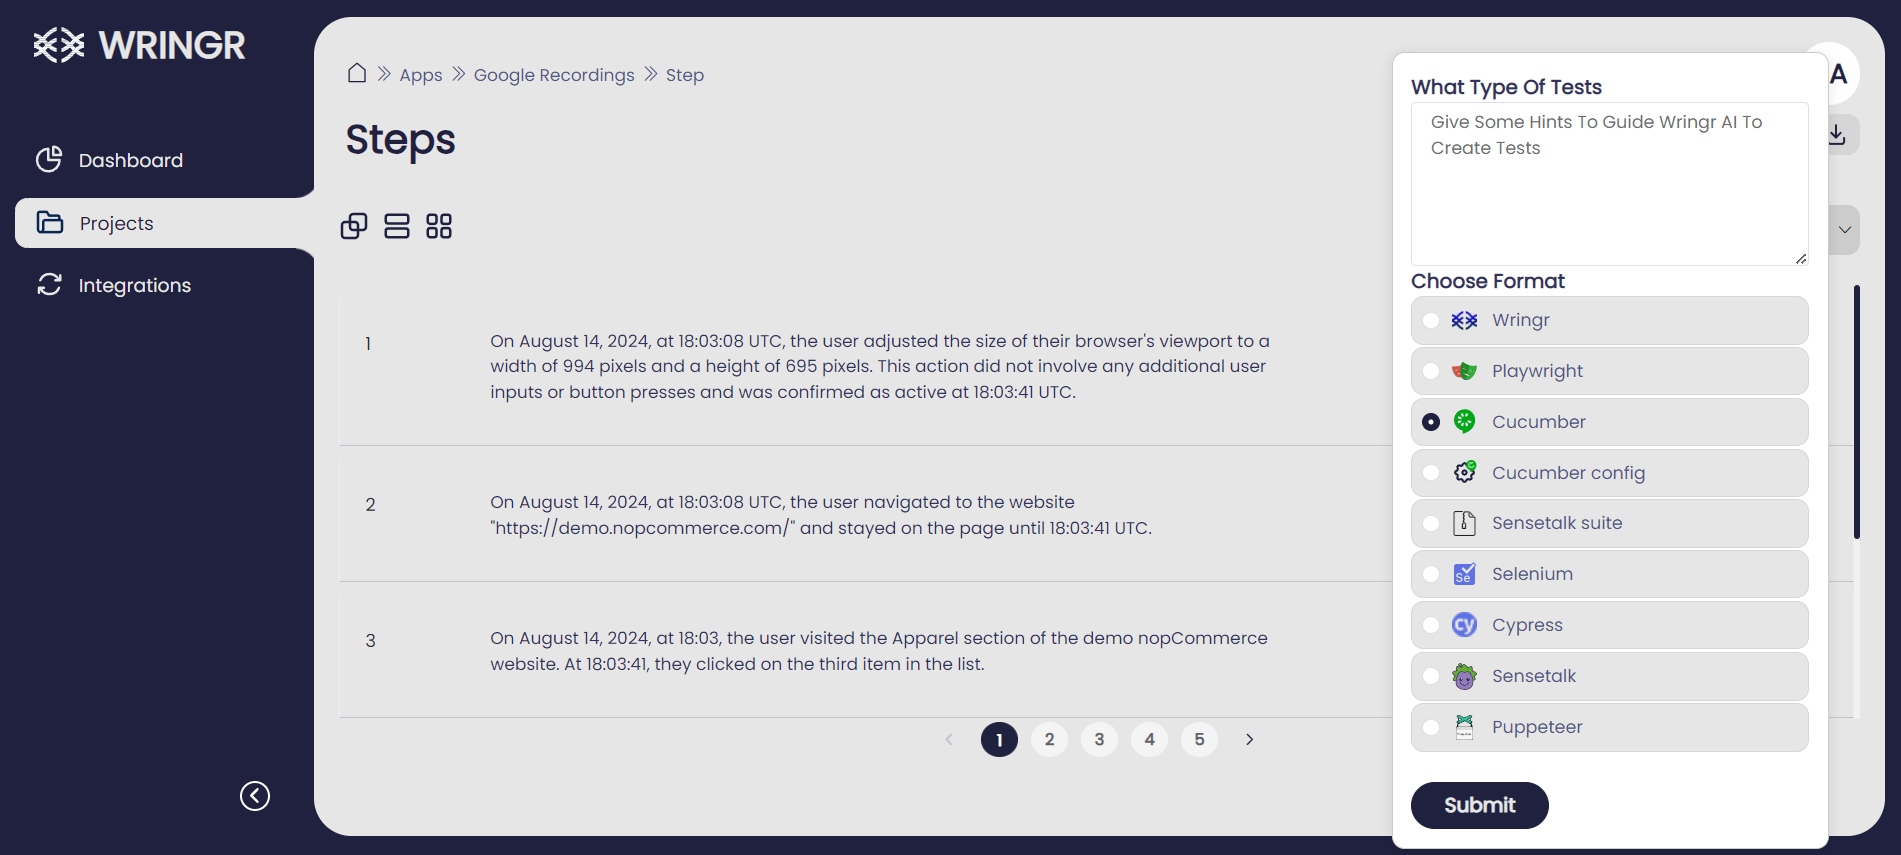 WRINGR
Dashboard
Projects
Integrations
Apps
Google Recordings
Step
Steps
1
On August 14, 2024, at 18:03:08 UTC, the user adjusted the size of their browser's viewport to a
width of 994 pixels and a height of 695 pixels. This action did not involve any additional user
inputs or button presses and was confirmed as active at 18:03:41 UTC.
2
On August 14, 2024, at 18:03:08 UTC, the user navigated to the website
"https://demo.nopcommerce.com/" and stayed on the page until 18:03:41 UTC.
3
On August 14, 2024, at 18:03, the user visited the Apparel section of the demo nopCommerce
website. At 18:03:41, they clicked on the third item in the list.
1
2
3
4
5
A
What Type Of Tests
Give Some Hints To Guide Wringr AI To
Create Tests
Choose Format
Wringr
Playwright
Cucumber
Cucumber config
Sensetalk suite
Se
Selenium
cy
Cypress
Sensetalk
Puppeteer
Submit